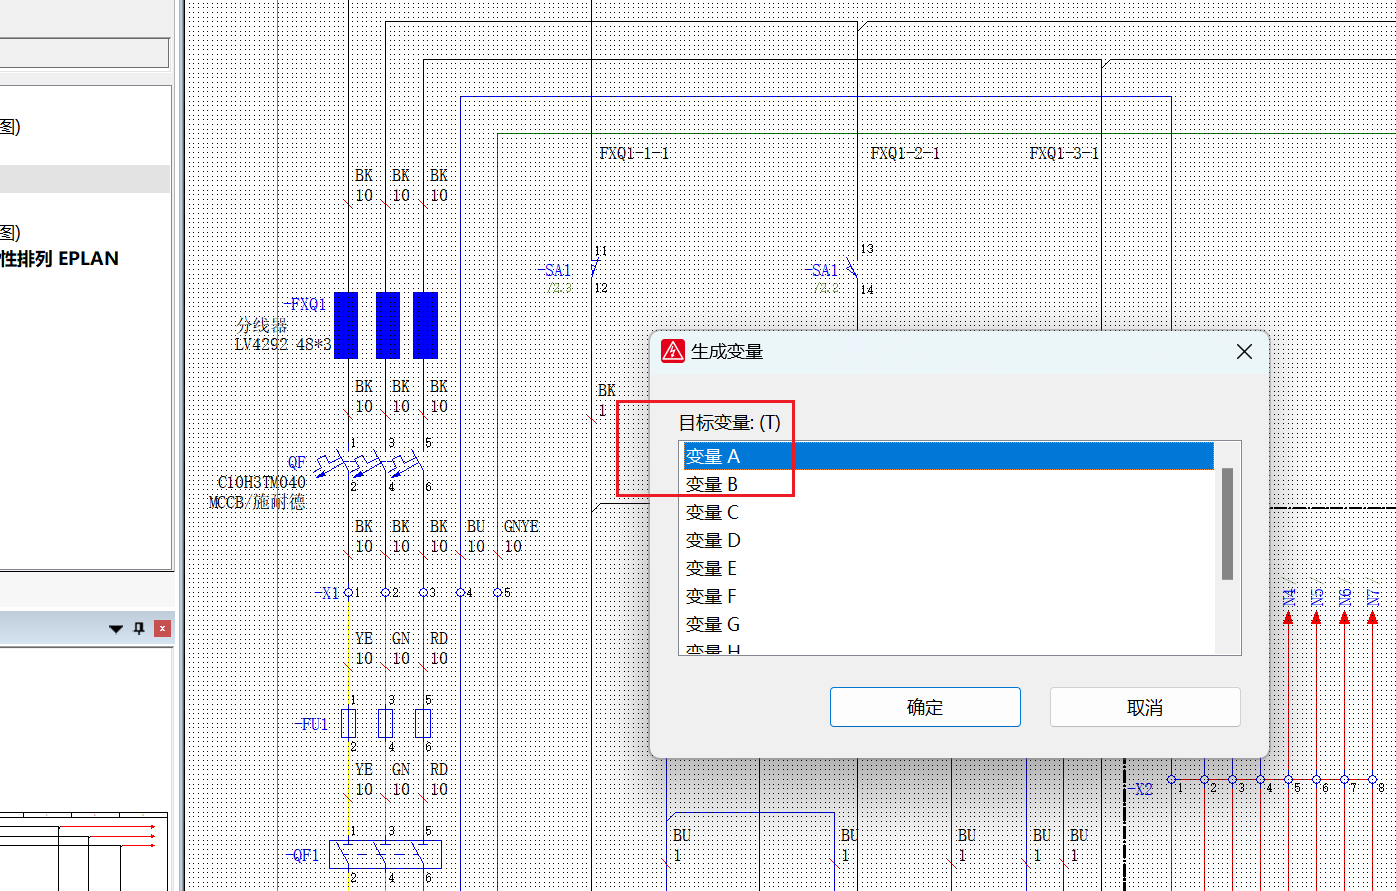 图)
图)
性排列 EPLAN
FXQ1-1-1
FXQ1-2-1
FXQ1-3-1
BK BK BK
10 10 10
11
-SA1
/2.3
12
13
-SA1
/2.2
14
-FXQ1
分线器
LV4292 48*3
BK BK BK
10 10 10
BK
1
1 3 5
QF
C10H3TM040
MCCB/施耐德
2 4 6
BK BK BK BU GNYE
10 10 10 10 10
-X1 1 2 3 4 5
YE GN RD
10 10 10
1 3 5
-FU1
2 4 6
YE GN RD
10 10 10
1 3 5
-QF1
2 4 6
生成变量
目标变量: (T)
变量 A
变量 B
变量 C
变量 D
变量 E
变量 F
变量 G
变量 H
确定
取消
N4 N5 N6 N7
-X2 1 2 3 4 5 6 7 8
BU BU BU BU BU
1 1 1 1 1